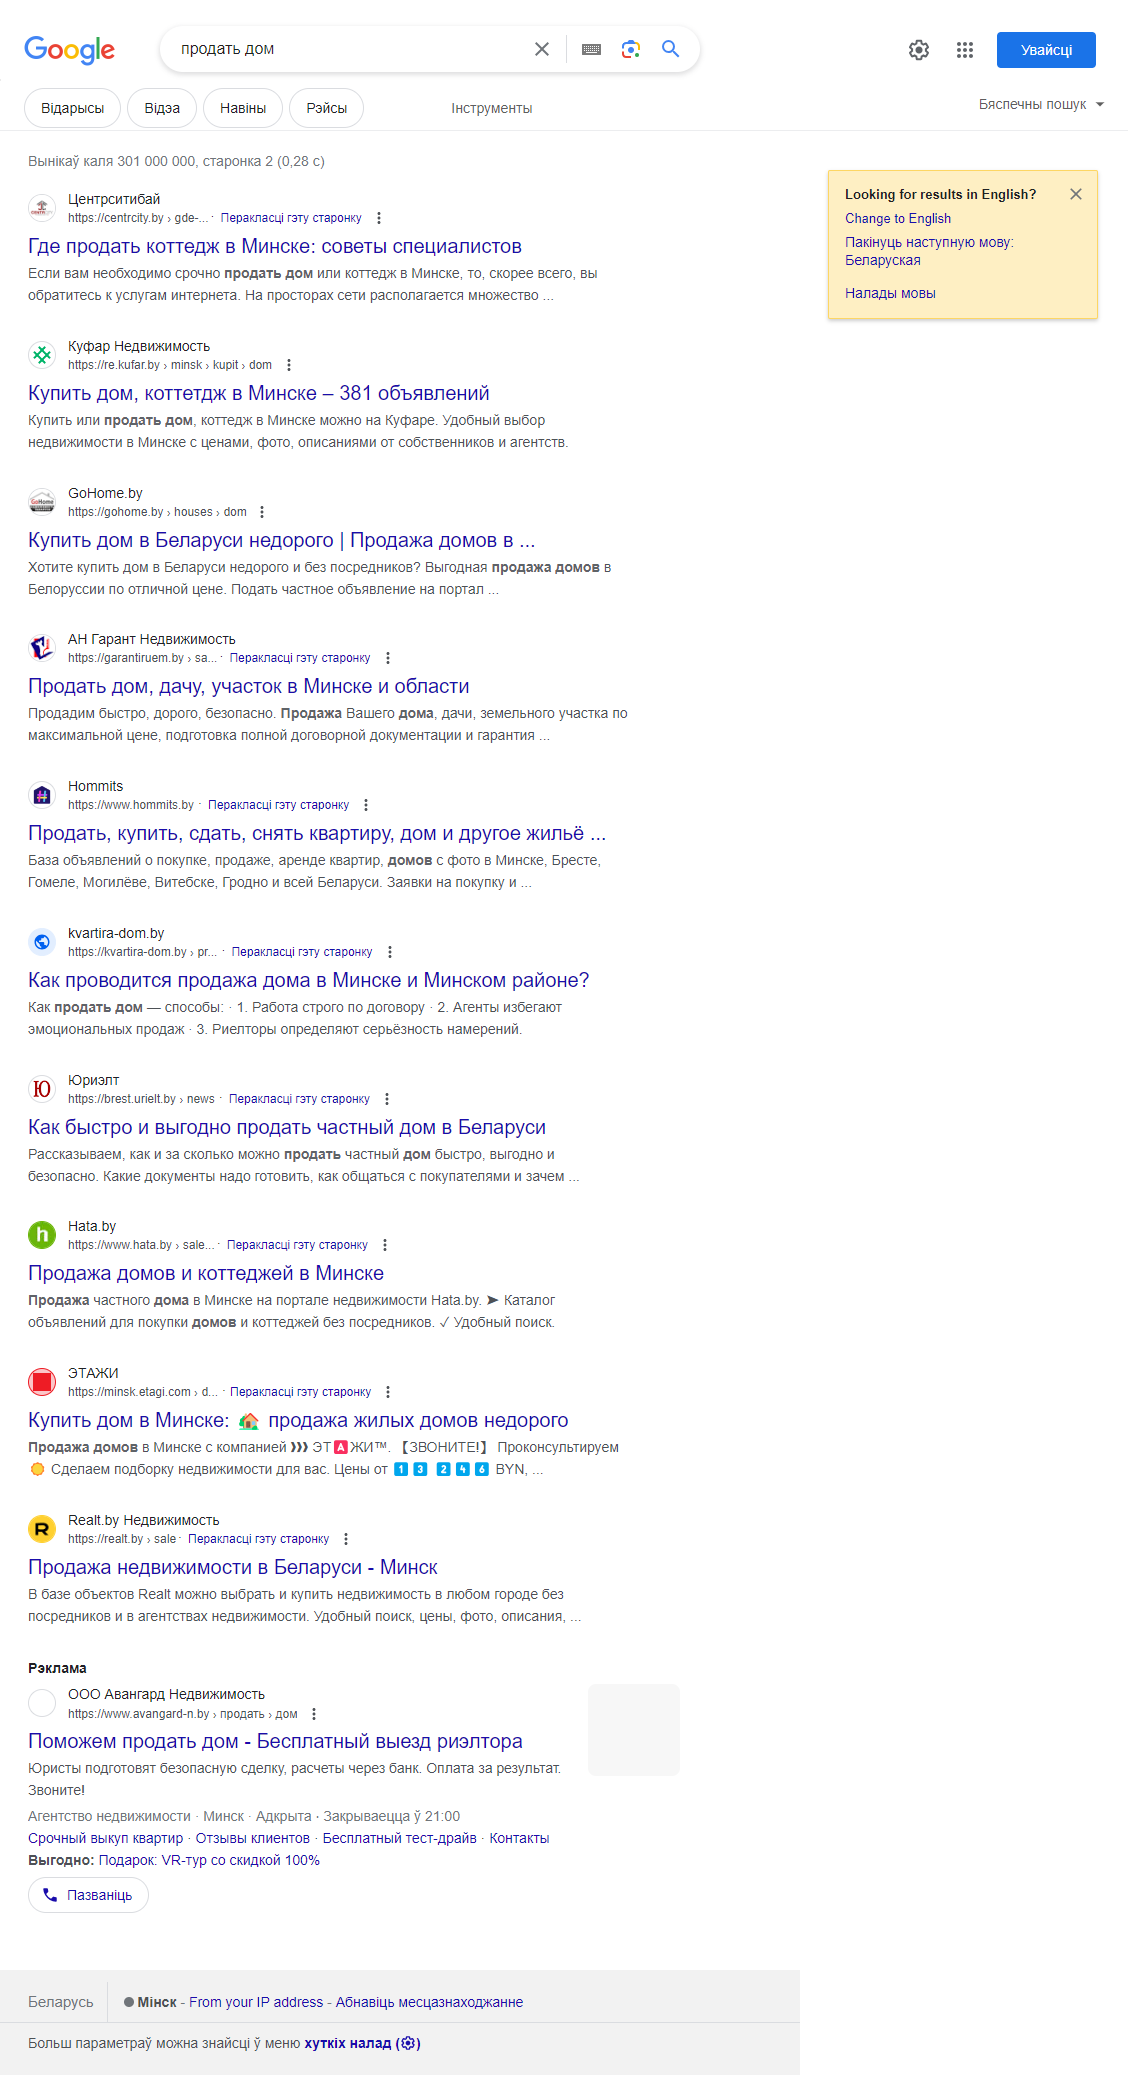 Google
продать дом
Увайсці
Відарысы
Відэа
Навіны
Рэйсы
Інструменты
Бяспечны пошук
Вынікаў каля 301 000 000, старонка 2 (0,28 с)
Looking for results in English?
Change to English
Пакінуць наступную мову:
Беларуская
Налады мовы
Центрситибай
https://centrcity.by › gde-... · Перакласці гэту старонку
Где продать коттедж в Минске: советы специалистов
Если вам необходимо срочно продать дом или коттедж в Минске, то, скорее всего, вы
обратитесь к услугам интернета. На просторах сети располагается множество ...
Куфар Недвижимость
https://re.kufar.by › minsk › kupit › dom
Купить дом, коттетдж в Минске – 381 объявлений
Купить или продать дом, коттедж в Минске можно на Куфаре. Удобный выбор
недвижимости в Минске с ценами, фото, описаниями от собственников и агентств.
GoHome.by
https://gohome.by › houses › dom
Купить дом в Беларуси недорого | Продажа домов в ...
Хотите купить дом в Беларуси недорого и без посредников? Выгодная продажа домов в
Белоруссии по отличной цене. Подать частное объявление на портал ...
АН Гарант Недвижимость
https://garantiruem.by › sa... · Перакласці гэту старонку
Продать дом, дачу, участок в Минске и области
Продадим быстро, дорого, безопасно. Продажа Вашего дома, дачи, земельного участка по
максимальной цене, подготовка полной договорной документации и гарантия ...
Hommits
https://www.hommits.by · Перакласці гэту старонку
Продать, купить, сдать, снять квартиру, дом и другое жильё ...
База объявлений о покупке, продаже, аренде квартир, домов с фото в Минске, Бресте,
Гомеле, Могилёве, Витебске, Гродно и всей Беларуси. Заявки на покупку и ...
kvartira-dom.by
https://kvartira-dom.by › pr... · Перакласці гэту старонку
Как проводится продажа дома в Минске и Минском районе?
Как продать дом — способы: · 1. Работа строго по договору · 2. Агенты избегают
эмоциональных продаж · 3. Риелторы определяют серьёзность намерений.
Ю
Юриэлт
https://brest.urielt.by › news · Перакласці гэту старонку
Как быстро и выгодно продать частный дом в Беларуси
Рассказываем, как и за сколько можно продать частный дом быстро, выгодно и
безопасно. Какие документы надо готовить, как общаться с покупателями и зачем ...
h
Hata.by
https://www.hata.by › sale... · Перакласці гэту старонку
Продажа домов и коттеджей в Минске
Продажа частного дома в Минске на портале недвижимости Hata.by. ➤ Каталог
объявлений для покупки домов и коттеджей без посредников. ✓ Удобный поиск.
ЭТАЖИ
https://minsk.etagi.com › d... · Перакласці гэту старонку
Купить дом в Минске: 🏠 продажа жилых домов недорого
Продажа домов в Минске с компанией ❱❱❱ ЭТ🅰ЖИ™. 【ЗВОНИТЕ!】 Проконсультируем
☀ Сделаем подборку недвижимости для вас. Цены от 1️⃣3️⃣ 2️⃣4️⃣6️⃣ BYN, ...
R
Realt.by Недвижимость
https://realt.by › sale · Перакласці гэту старонку
Продажа недвижимости в Беларуси - Минск
В базе объектов Realt можно выбрать и купить недвижимость в любом городе без
посредников и в агентствах недвижимости. Удобный поиск, цены, фото, описания, ...
Рэклама
ООО Авангард Недвижимость
https://www.avangard-n.by › продать › дом
Поможем продать дом - Бесплатный выезд риэлтора
Юристы подготовят безопасную сделку, расчеты через банк. Оплата за результат.
Звоните!
Агентство недвижимости · Минск · Адкрыта · Закрываецца ў 21:00
Срочный выкуп квартир · Отзывы клиентов · Бесплатный тест-драйв · Контакты
Выгодно: Подарок: VR-тур со скидкой 100%
Пазваніць
Беларусь
Мінск - From your IP address - Абнавіць месцазнаходжанне
Больш параметраў можна знайсці ў меню хуткіх налад ()